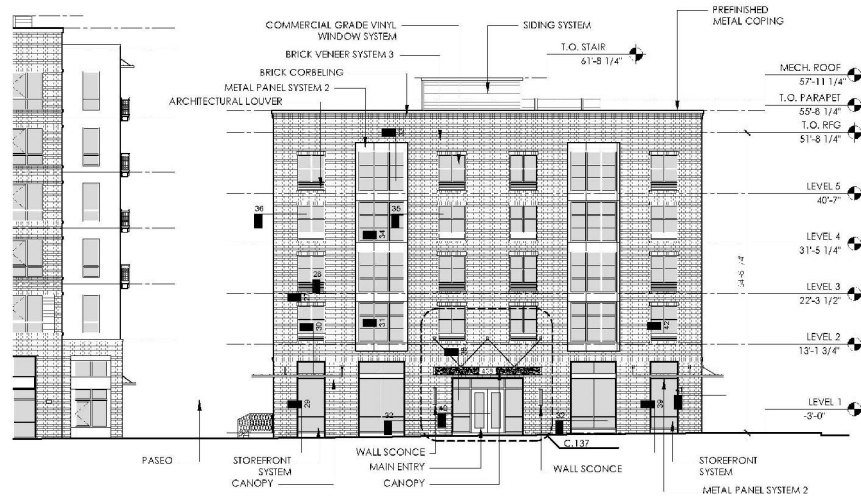 COMMERCIAL GRADE VINYL
WINDOW SYSTEM
SIDING SYSTEM
PREFINISHED
METAL COPING
BRICK VENEER SYSTEM 3
T.O. STAIR
61'-8 1/4"
BRICK CORBELING
METAL PANEL SYSTEM 2
ARCHITECTURAL LOUVER
MECH. ROOF
57'-11 1/4"
T.O. PARAPET
55'-8 1/4"
T.O. RFG
51'-8 1/4"
LEVEL 5
40'-7"
36
35
34
LEVEL 4
31'-5 1/4"
28
LEVEL 3
22'-3 1/2"
30
31
42
LEVEL 2
13'-1 3/4"
29
39
LEVEL 1
-3'-0"
32
40
32
C.137
PASEO
STOREFRONT
SYSTEM
CANOPY
WALL SCONCE
MAIN ENTRY
CANOPY
WALL SCONCE
STOREFRONT
SYSTEM
METAL PANEL SYSTEM 2